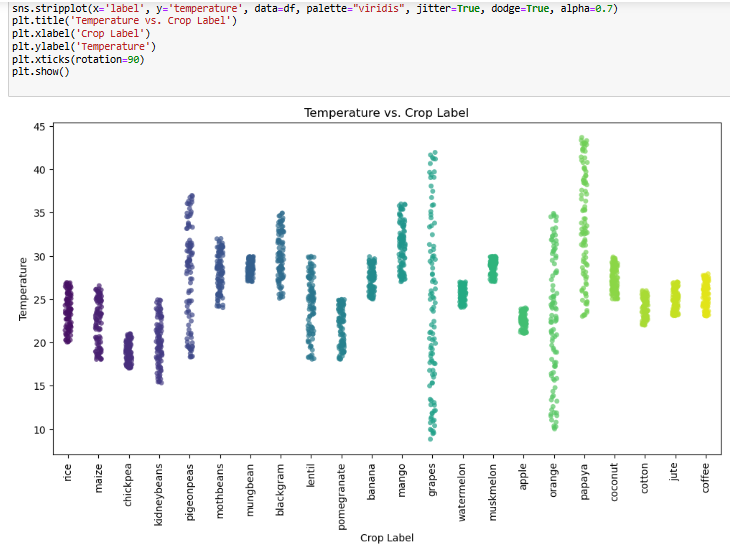 sns.stripplot(x='label', y='temperature', data=df, palette="viridis", jitter=True, dodge=True, alpha=0.7)
plt.title('Temperature vs. Crop Label')
plt.xlabel('Crop Label')
plt.ylabel('Temperature')
plt.xticks(rotation=90)
plt.show()
Temperature vs. Crop Label
45
40
35
30
25
20
15
10
Temperature
rice
maize
chickpea
kidneybeans
pigeonpeas
mothbeans
mungbean
blackgram
lentil
pomegranate
banana
mango
grapes
watermelon
muskmelon
apple
orange
papaya
coconut
cotton
jute
coffee
Crop Label